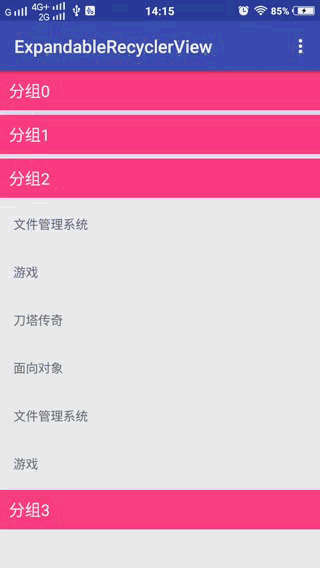 G 4G+ 2G 14:15 85%
ExpandableRecyclerView
分组0
分组1
分组2
文件管理系统
游戏
刀塔传奇
面向对象
文件管理系统
游戏
分组3